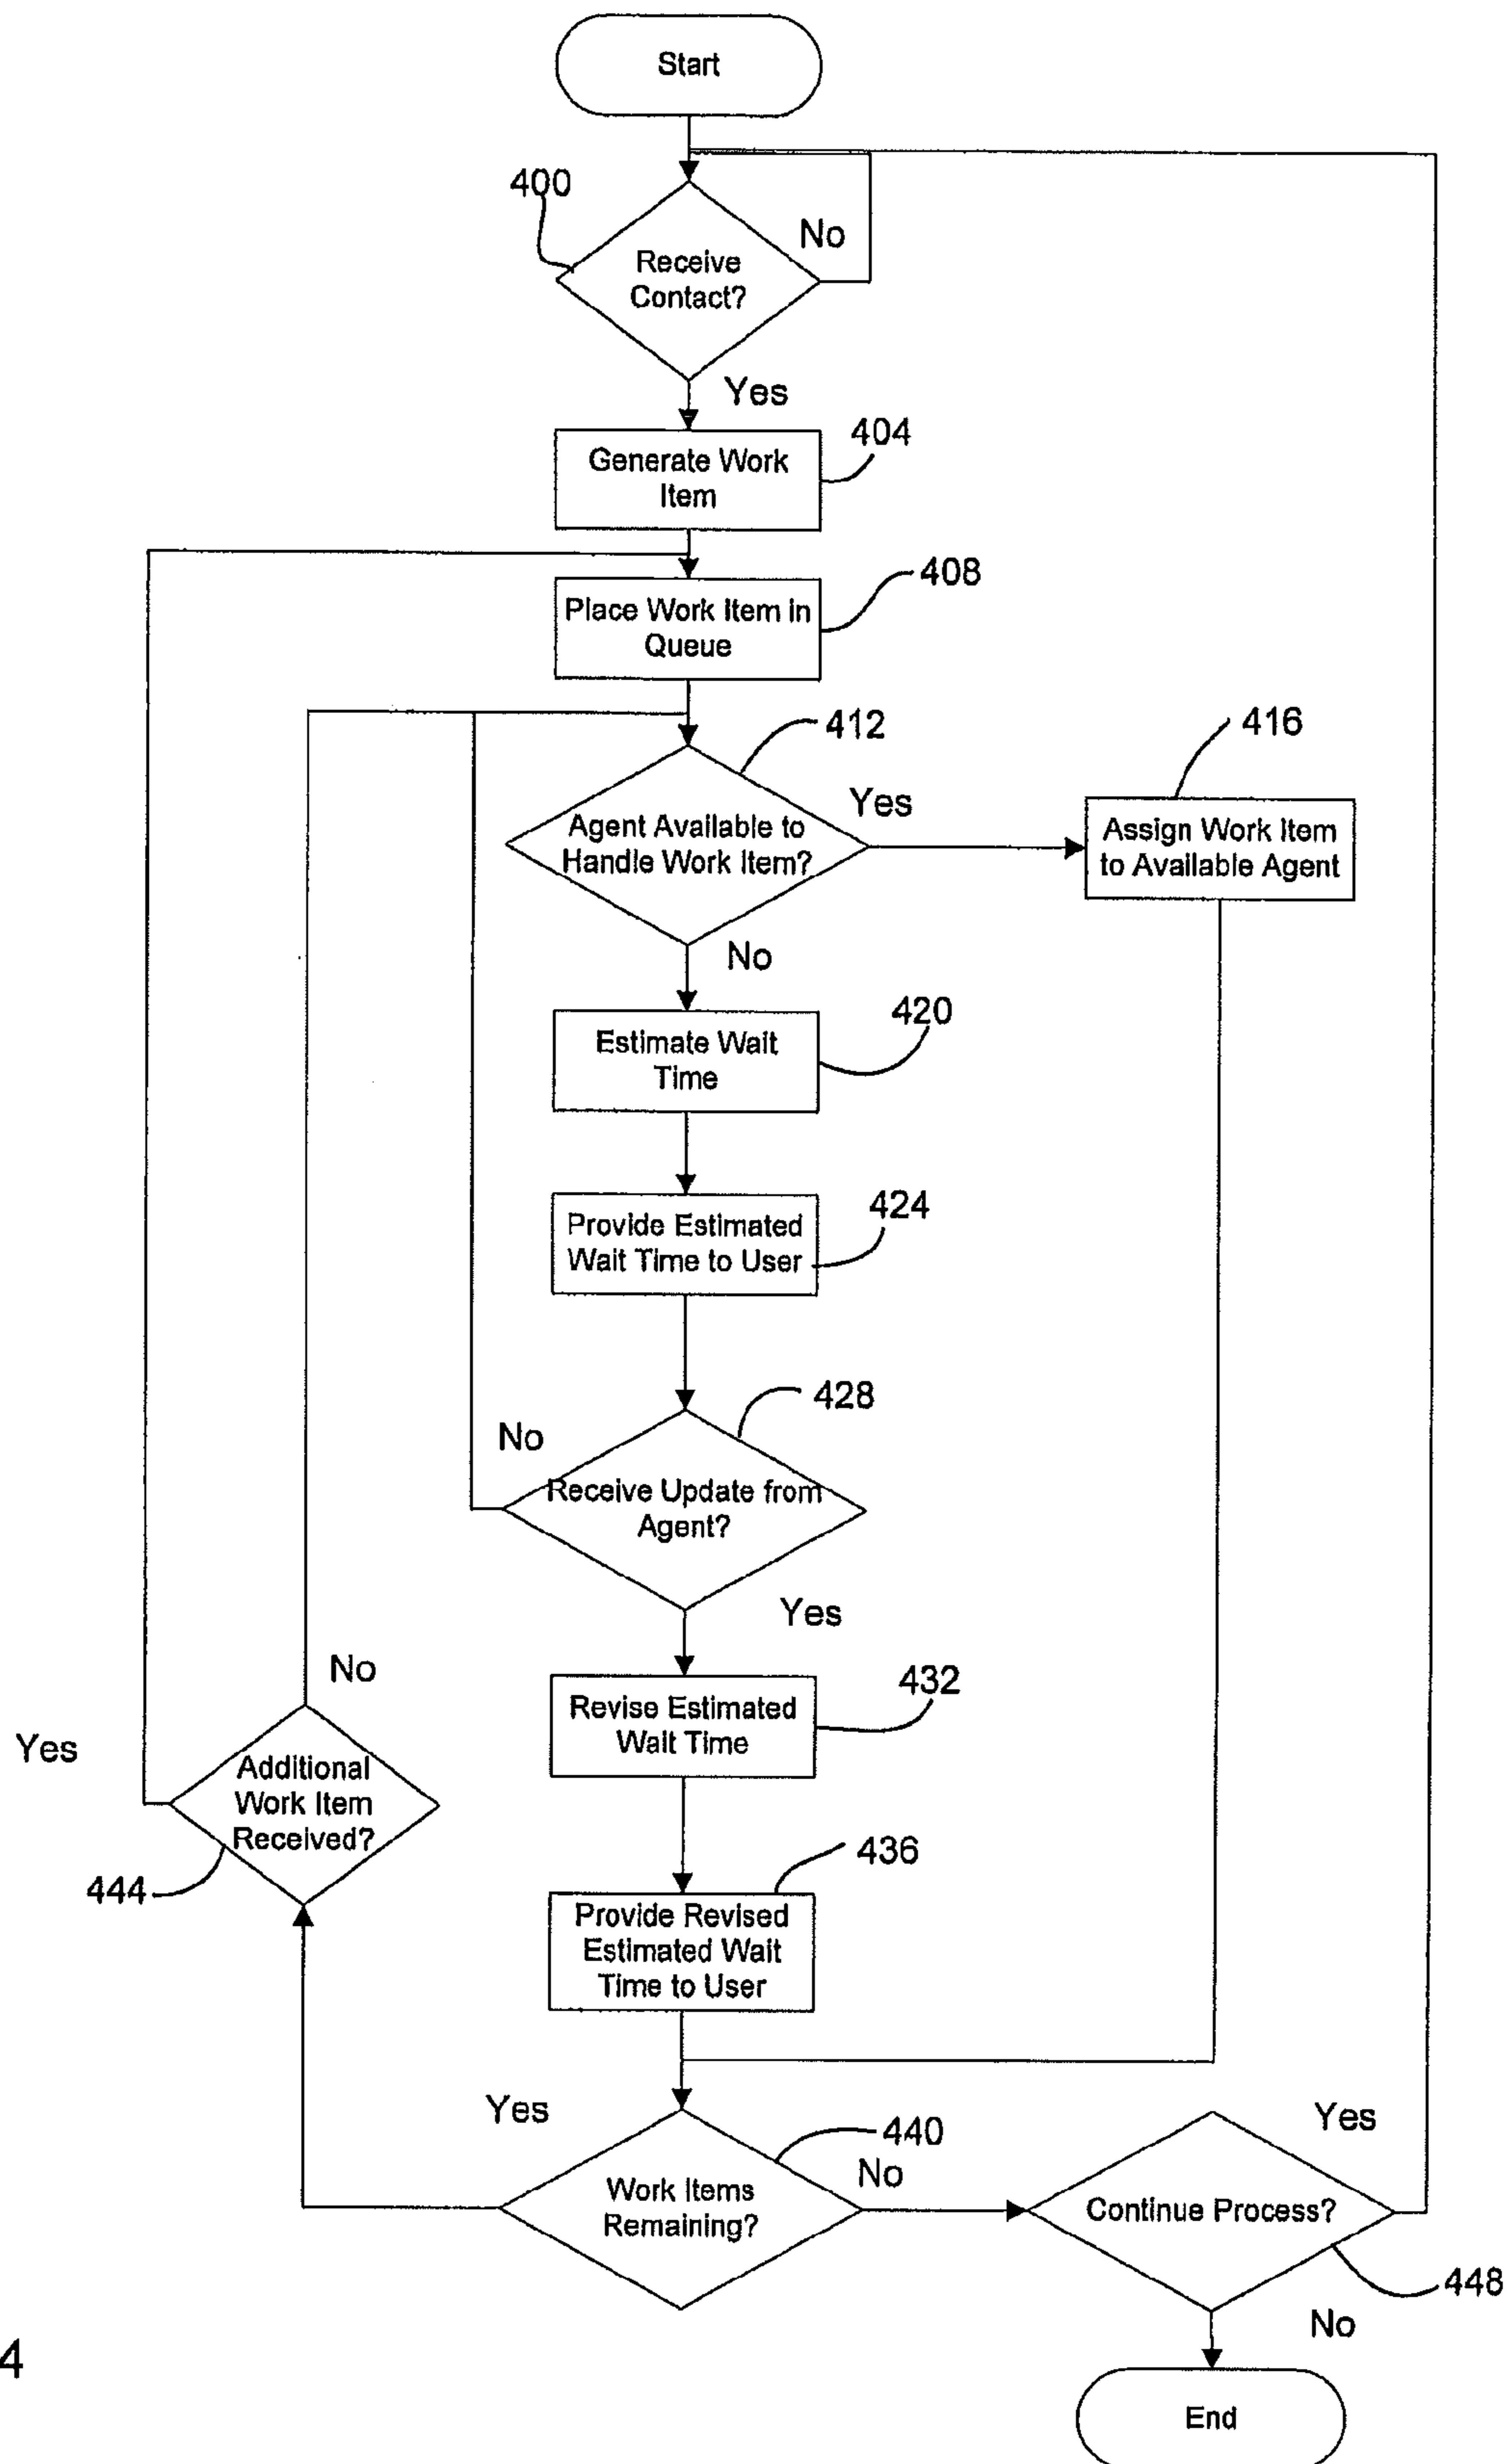 Start
400
No
Receive
Contact?
Yes
404
Generate Work
Item
408
Place Work Item in
Queue
412
416
Yes
Agent Available to
Handle Work Item?
Assign Work Item
to Available Agent
No
420
Estimate Wait
Time
424
Provide Estimated
Wait Time to User
428
No
Receive Update from
Agent?
Yes
432
No
Revise Estimated
Wait Time
Yes
Additional
Work Item
Received?
444
436
Provide Revised
Estimated Wait
Time to User
Yes
440
No
Yes
Work Items
Remaining?
Continue Process?
448
No
4
End